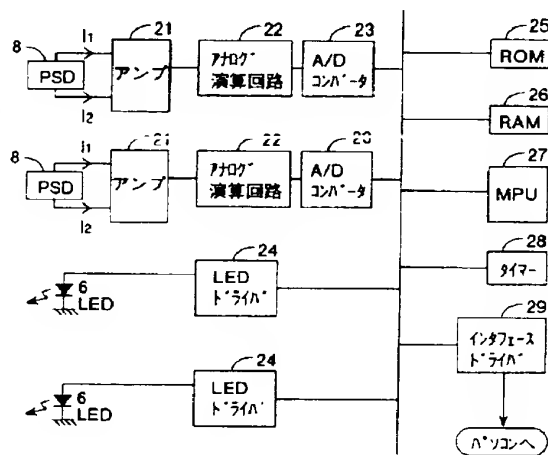 21
22
23
25
8
I1
PSD
I2
アンプ
アナログ
演算回路
A/D
コンバータ
ROM
26
RAM
21
22
23
27
8
I1
PSD
I2
アンプ
アナログ
演算回路
A/D
コンバータ
MPU
24
28
6
LED
LED
ドライバ
タイマー
29
インタフェース
ドライバ
24
6
LED
LED
ドライバ
パソコンへ